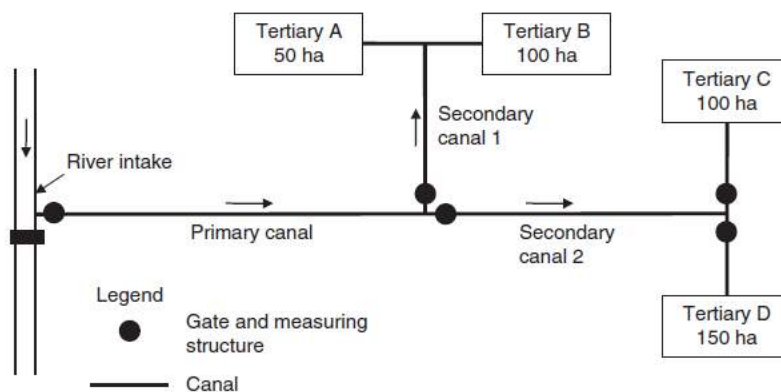 Tertiary A
50 ha
Tertiary B
100 ha
Tertiary C
100 ha
Secondary
canal 1
River intake
Primary canal
Secondary
canal 2
Legend
Gate and measuring
structure
Canal
Tertiary D
150 ha